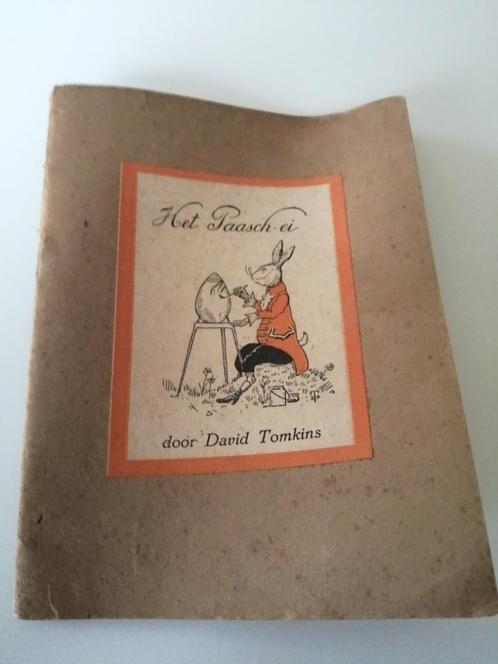 Het Paasch-ei
door David Tomkins